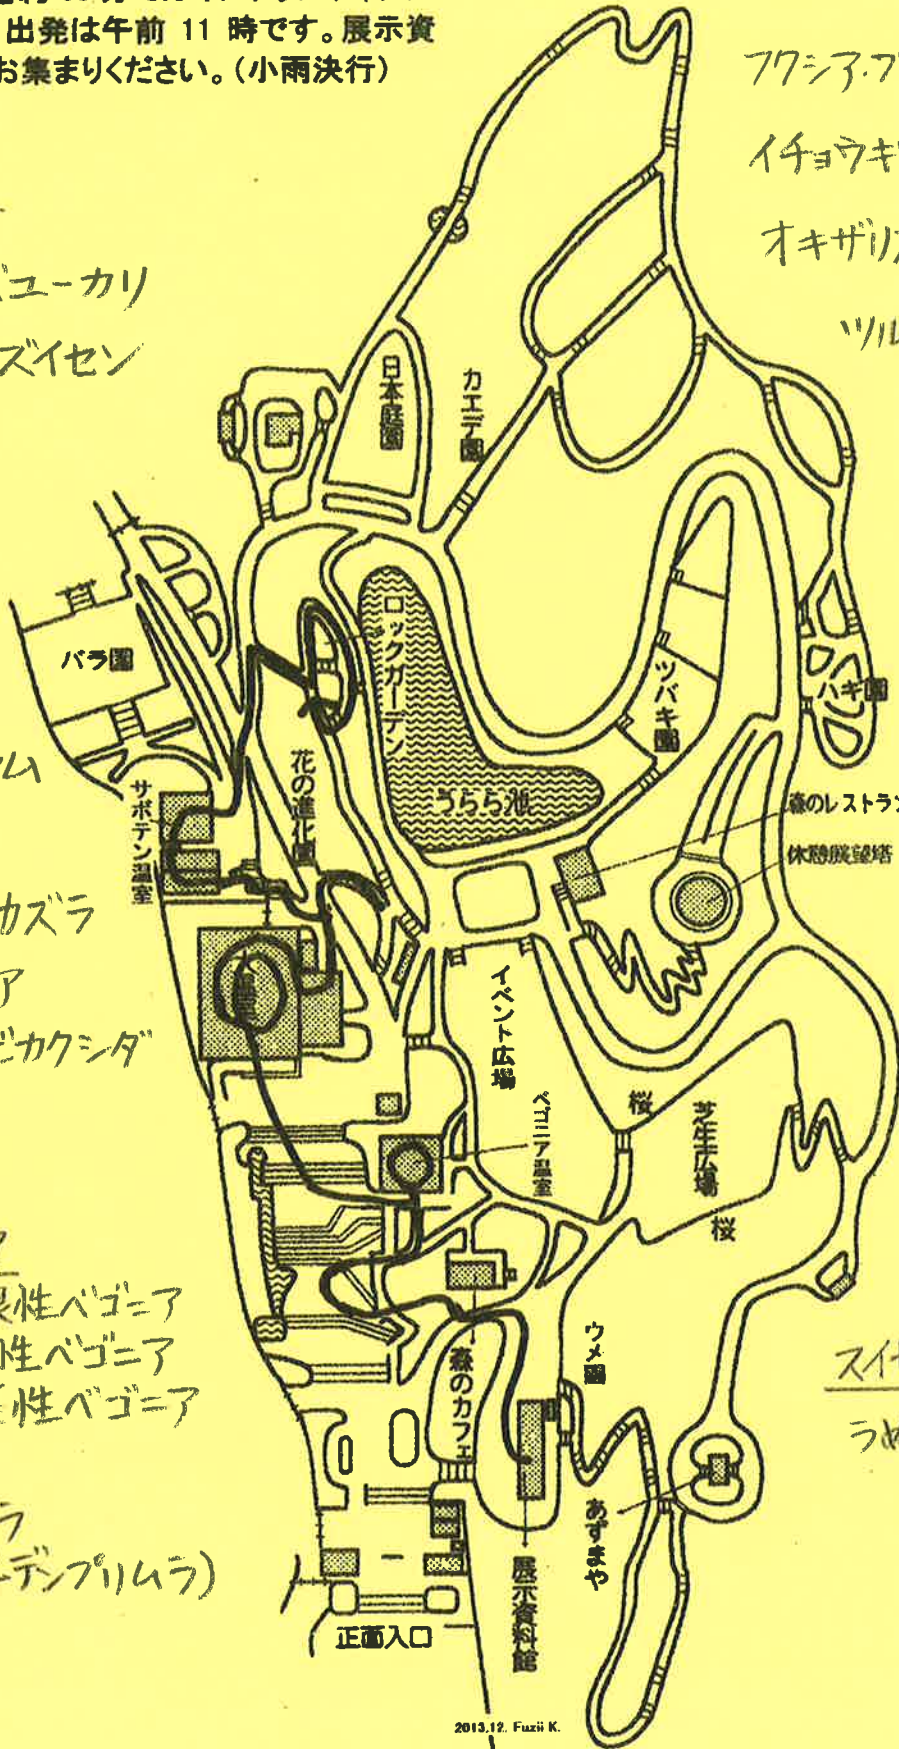 出発は午前 11 時です。展示資
お集まりください。(小雨決行)
フクシア・
イチョウキ
オキザリ
ツル
ユーカリ
ズイセン
日本庭園
カエデ園
バラ園
ロックガーデン
ツバキ園
ハギ園
ム
サボテン温室
花の進化園
うらら池
森のレストラン
休憩展望塔
カズラ
ア
ビカクシダ
イベント広場
ベゴニア温室
桜
芝生広場
桜
性ベゴニア
性ベゴニア
性ベゴニア
森のカフェ
ウメ園
スイ
うめ
ラ
デンプリムラ)
あずまや
展示資料館
正面入口
2013.12. Fuzii K.